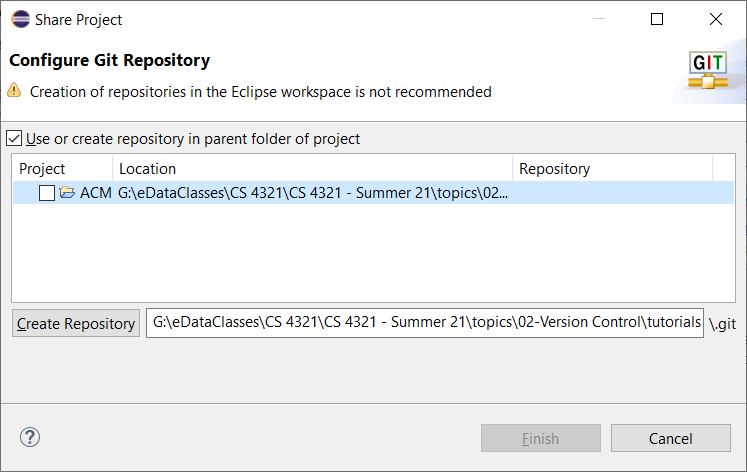 Share Project
Configure Git Repository
GIT
Creation of repositories in the Eclipse workspace is not recommended
Use or create repository in parent folder of project
Project Location Repository
ACM G:\eDataClasses\CS 4321\CS 4321 - Summer 21\topics\02...
Create Repository G:\eDataClasses\CS 4321\CS 4321 - Summer 21\topics\02-Version Control\tutorials \.git
? Finish Cancel